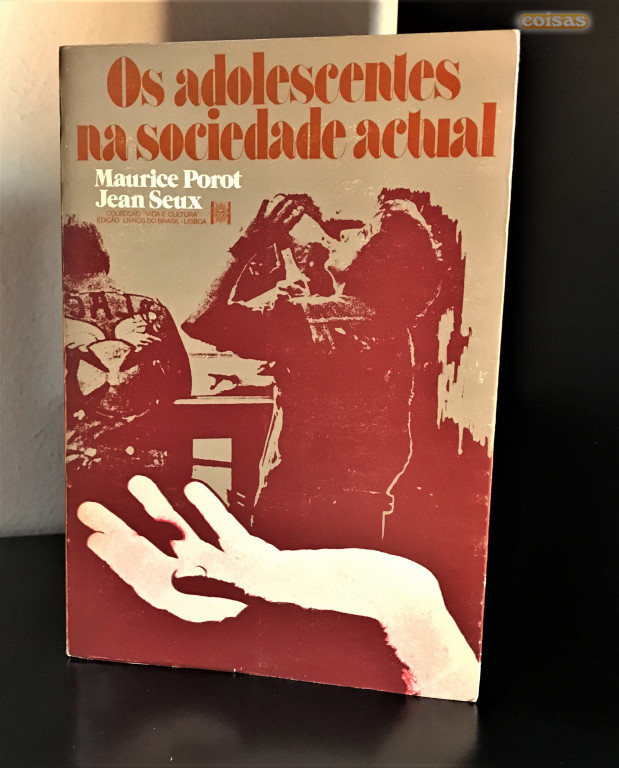 coisas
Os adolescentes
na sociedade actual
Maurice Porot
Jean Seux
COLECÇÃO "VIDA E CULTURA"
EDIÇÃO LIVROS DO BRASIL LISBOA